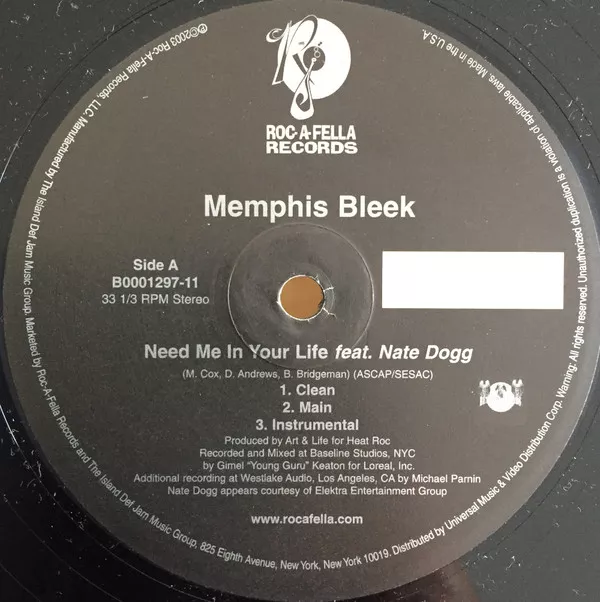 ROC-A-FELLA
RECORDS
Memphis Bleek
Side A
B0001297-11
33 1/3 RPM Stereo
Need Me In Your Life feat. Nate Dogg
(M. Cox, D. Andrews, B. Bridgeman) (ASCAP/SESAC)
1. Clean
2. Main
3. Instrumental
Produced by Art & Life for Heat Roc
Recorded and Mixed at Baseline Studios, NYC
by Gimel "Young Guru" Keaton for Loreal, Inc.
Additional recording at Westlake Audio, Los Angeles, CA by Michael Parnin
Nate Dogg appears courtesy of Elektra Entertainment Group
www.rocafella.com
℗©2003 Roc-A-Fella Records, LLC. Manufactured by The Island Def Jam Music Group. Marketed by Roc-A-Fella Records and The Island Def Jam Music Group, 825 Eighth Avenue, New York, New York 10019. Distributed by Universal Music & Video Distribution Corp. Warning: All rights reserved. Unauthorized duplication is a violation of applicable laws. Made in the U.S.A.